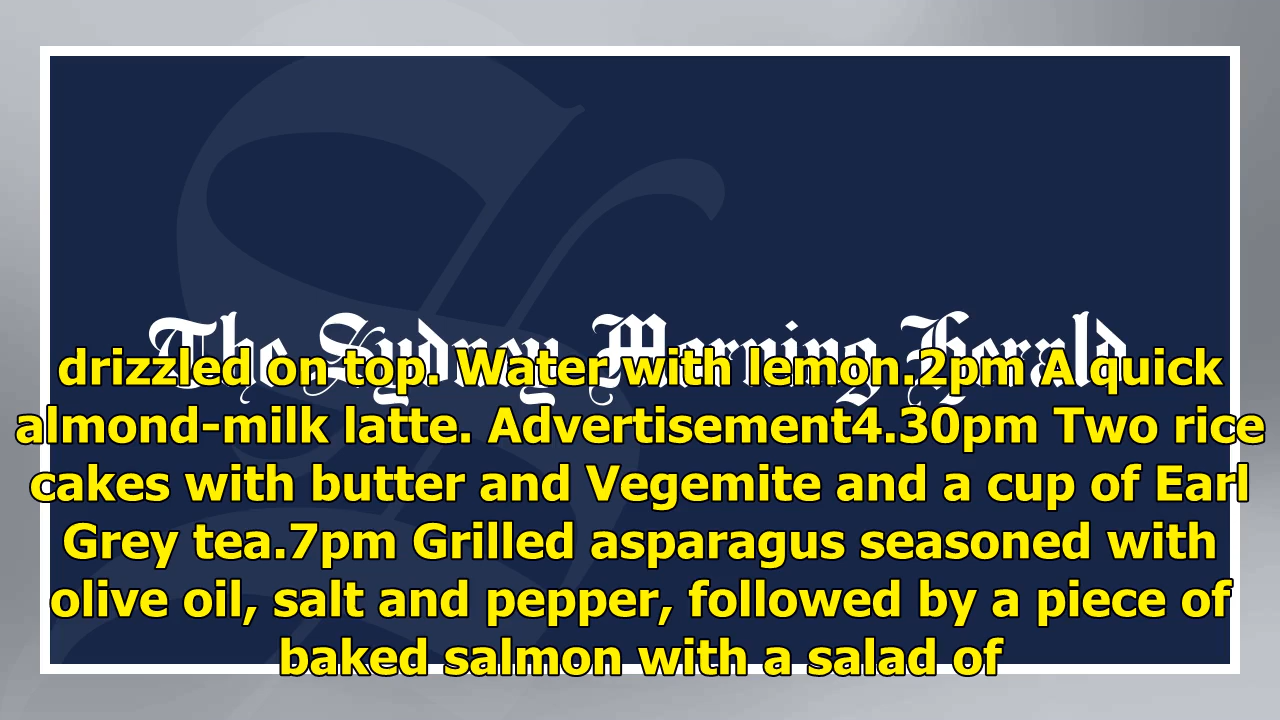 The Sydney Morning Herald
drizzled on top. Water with lemon.2pm A quick
almond-milk latte. Advertisement4.30pm Two rice
cakes with butter and Vegemite and a cup of Earl
Grey tea.7pm Grilled asparagus seasoned with
olive oil, salt and pepper, followed by a piece of
baked salmon with a salad of